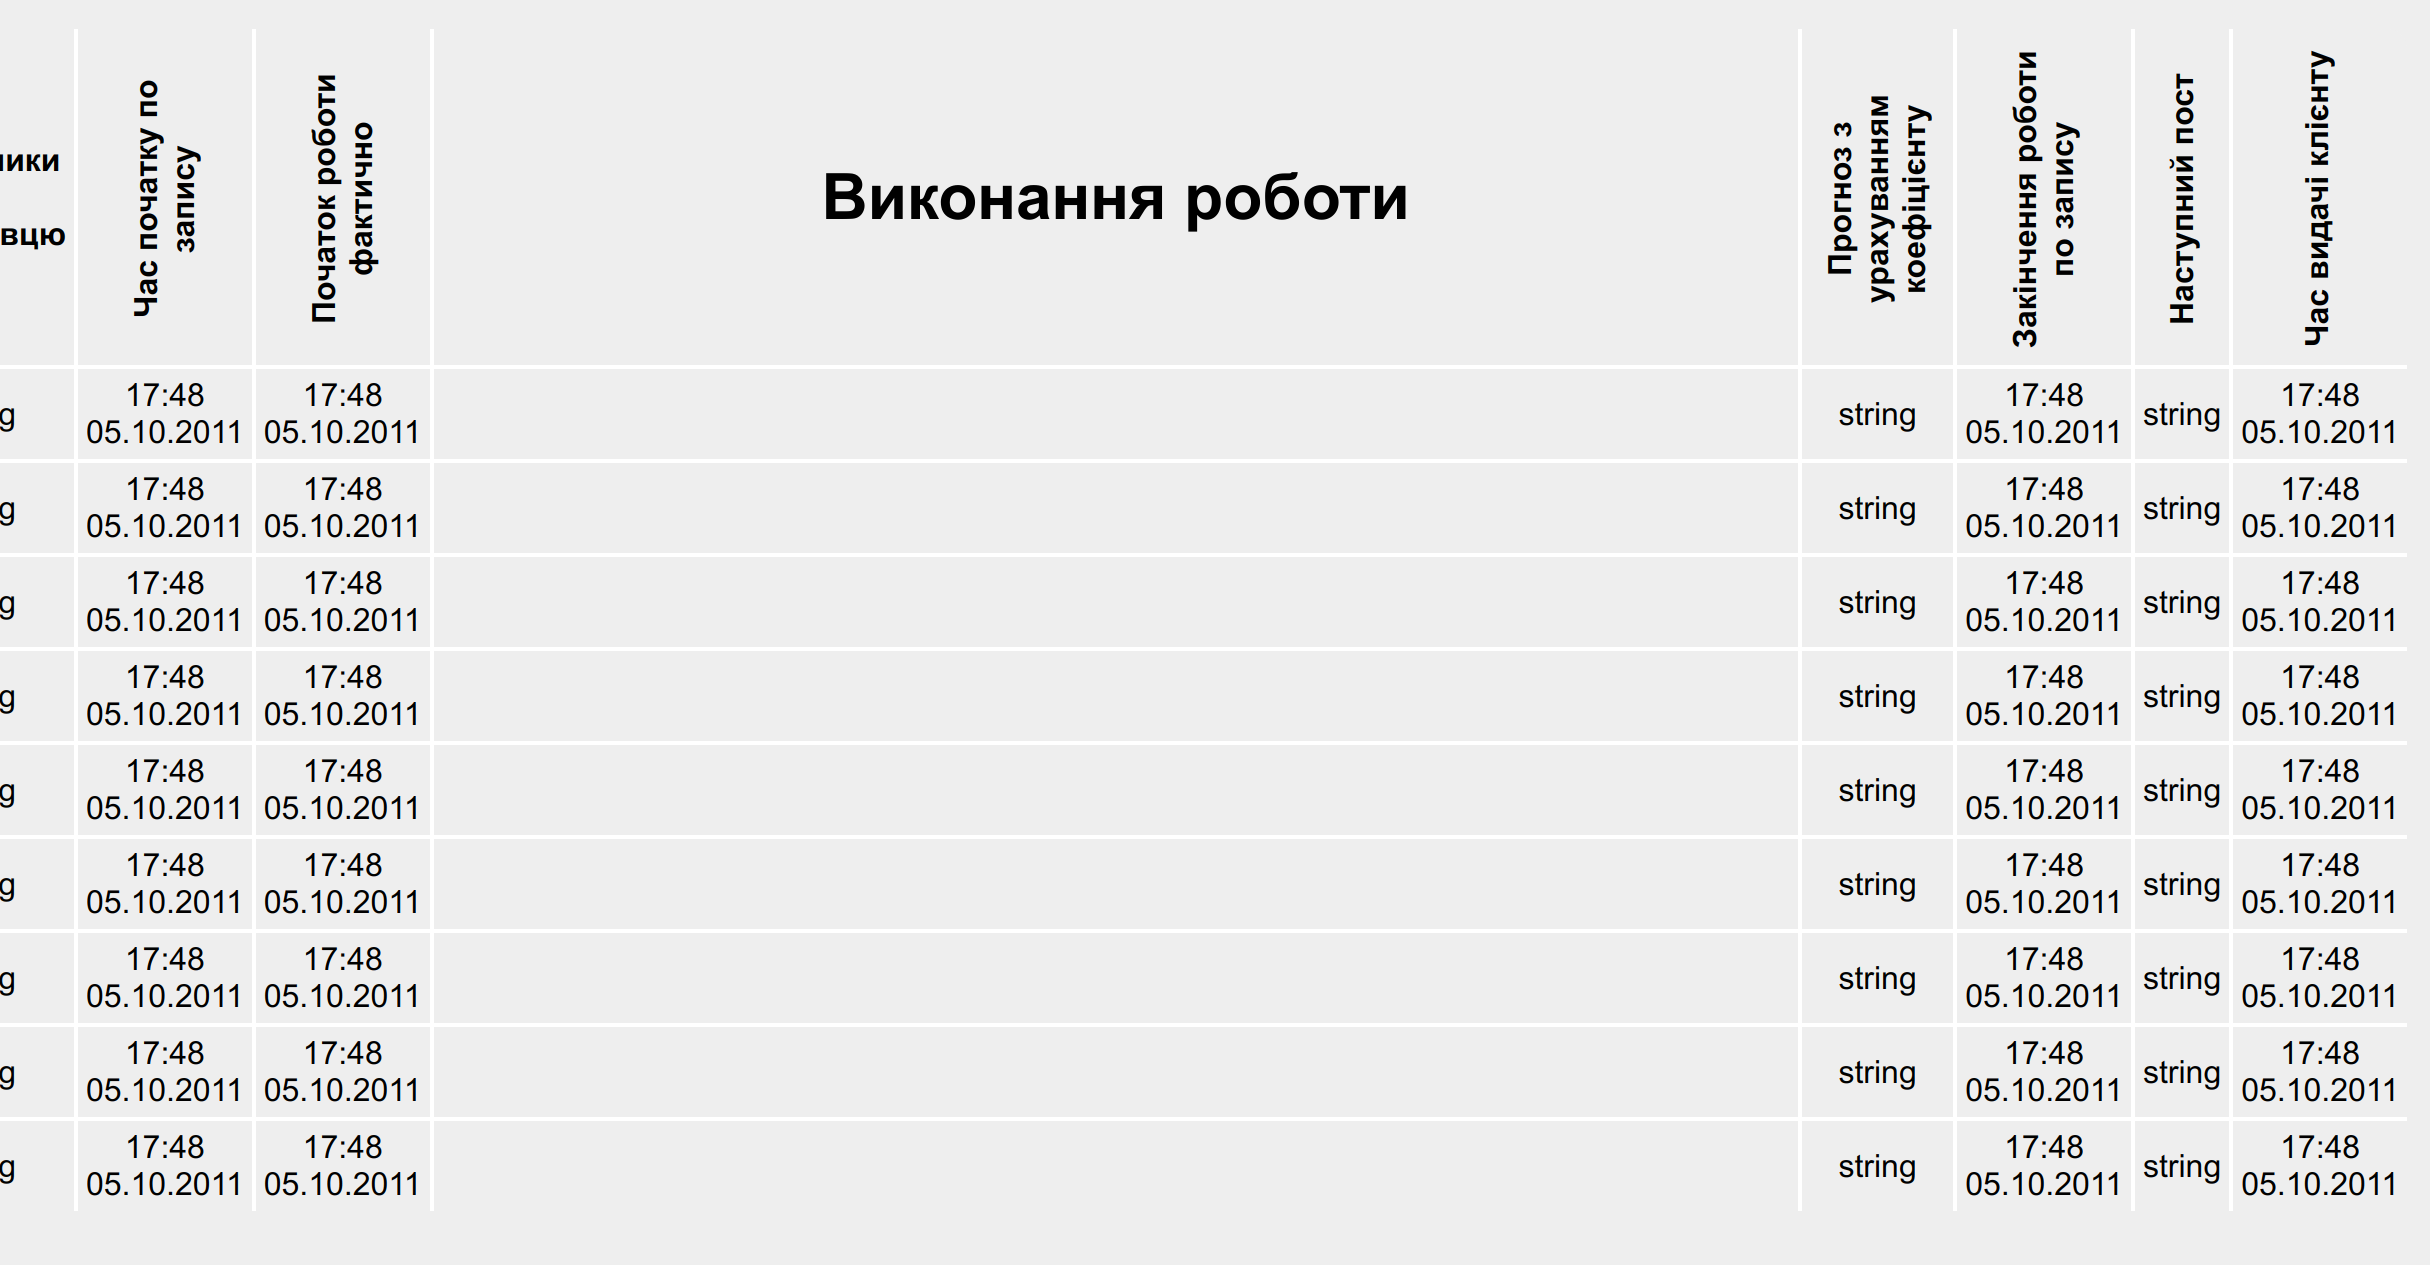 Час початку по
запису
Початок роботи
фактично
Виконання роботи
Прогноз з
урахуванням
коефіцієнту
Закінчення роботи
по запису
Наступний пост
Час видачі клієнту
17:48 17:48 17:48 17:48
05.10.2011 05.10.2011 string 05.10.2011 string 05.10.2011
17:48 17:48 17:48 17:48
05.10.2011 05.10.2011 string 05.10.2011 string 05.10.2011
17:48 17:48 17:48 17:48
05.10.2011 05.10.2011 string 05.10.2011 string 05.10.2011
17:48 17:48 17:48 17:48
05.10.2011 05.10.2011 string 05.10.2011 string 05.10.2011
17:48 17:48 17:48 17:48
05.10.2011 05.10.2011 string 05.10.2011 string 05.10.2011
17:48 17:48 17:48 17:48
05.10.2011 05.10.2011 string 05.10.2011 string 05.10.2011
17:48 17:48 17:48 17:48
05.10.2011 05.10.2011 string 05.10.2011 string 05.10.2011
17:48 17:48 17:48 17:48
05.10.2011 05.10.2011 string 05.10.2011 string 05.10.2011
17:48 17:48 17:48 17:48
05.10.2011 05.10.2011 string 05.10.2011 string 05.10.2011